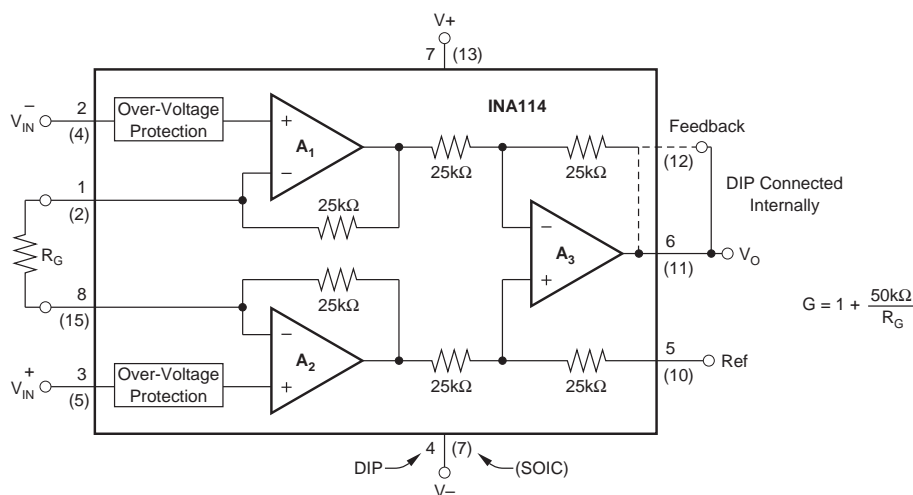 V+
7 (13)
INA114
V–IN
2
(4)
Over-Voltage
Protection
+
A1
–
25kΩ
25kΩ
Feedback
(12)
DIP Connected
Internally
1
(2)
25kΩ
RG
–
A3
+
6
(11)
VO
G = 1 + 50kΩ
RG
8
(15)
25kΩ
–
A2
+
5
(10)
Ref
V+IN
3
(5)
Over-Voltage
Protection
25kΩ
25kΩ
DIP
4 (7)
(SOIC)
V–